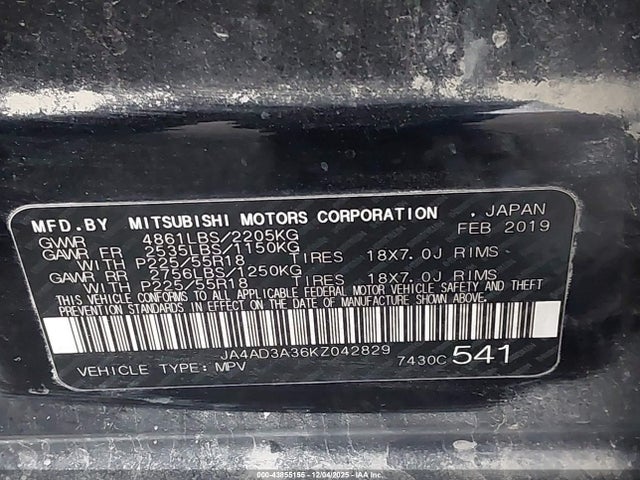 MFD.BY MITSUBISHI MOTORS CORPORATION , JAPAN
FEB 2019
GVWR 4861LBS/2205KG
GAWR FR 2535LBS/1150KG
WITH P225/55R18 TIRES 18X7.0J RIMS
GAWR RR 2756LBS/1250KG
WITH P225/55R18 TIRES 18X7.0J RIMS
THIS VEHICLE CONFORMS TO ALL APPLICABLE FEDERAL MOTOR VEHICLE SAFETY AND THEFT
PREVENTION STANDARDS IN EFFECT ON THE DATE OF MANUFACTURE SHOWN ABOVE.
JA4AD3A36KZ042829
VEHICLE TYPE: MPV 7430C 541
000-43855155 - 12/04/2025 - IAA Inc.